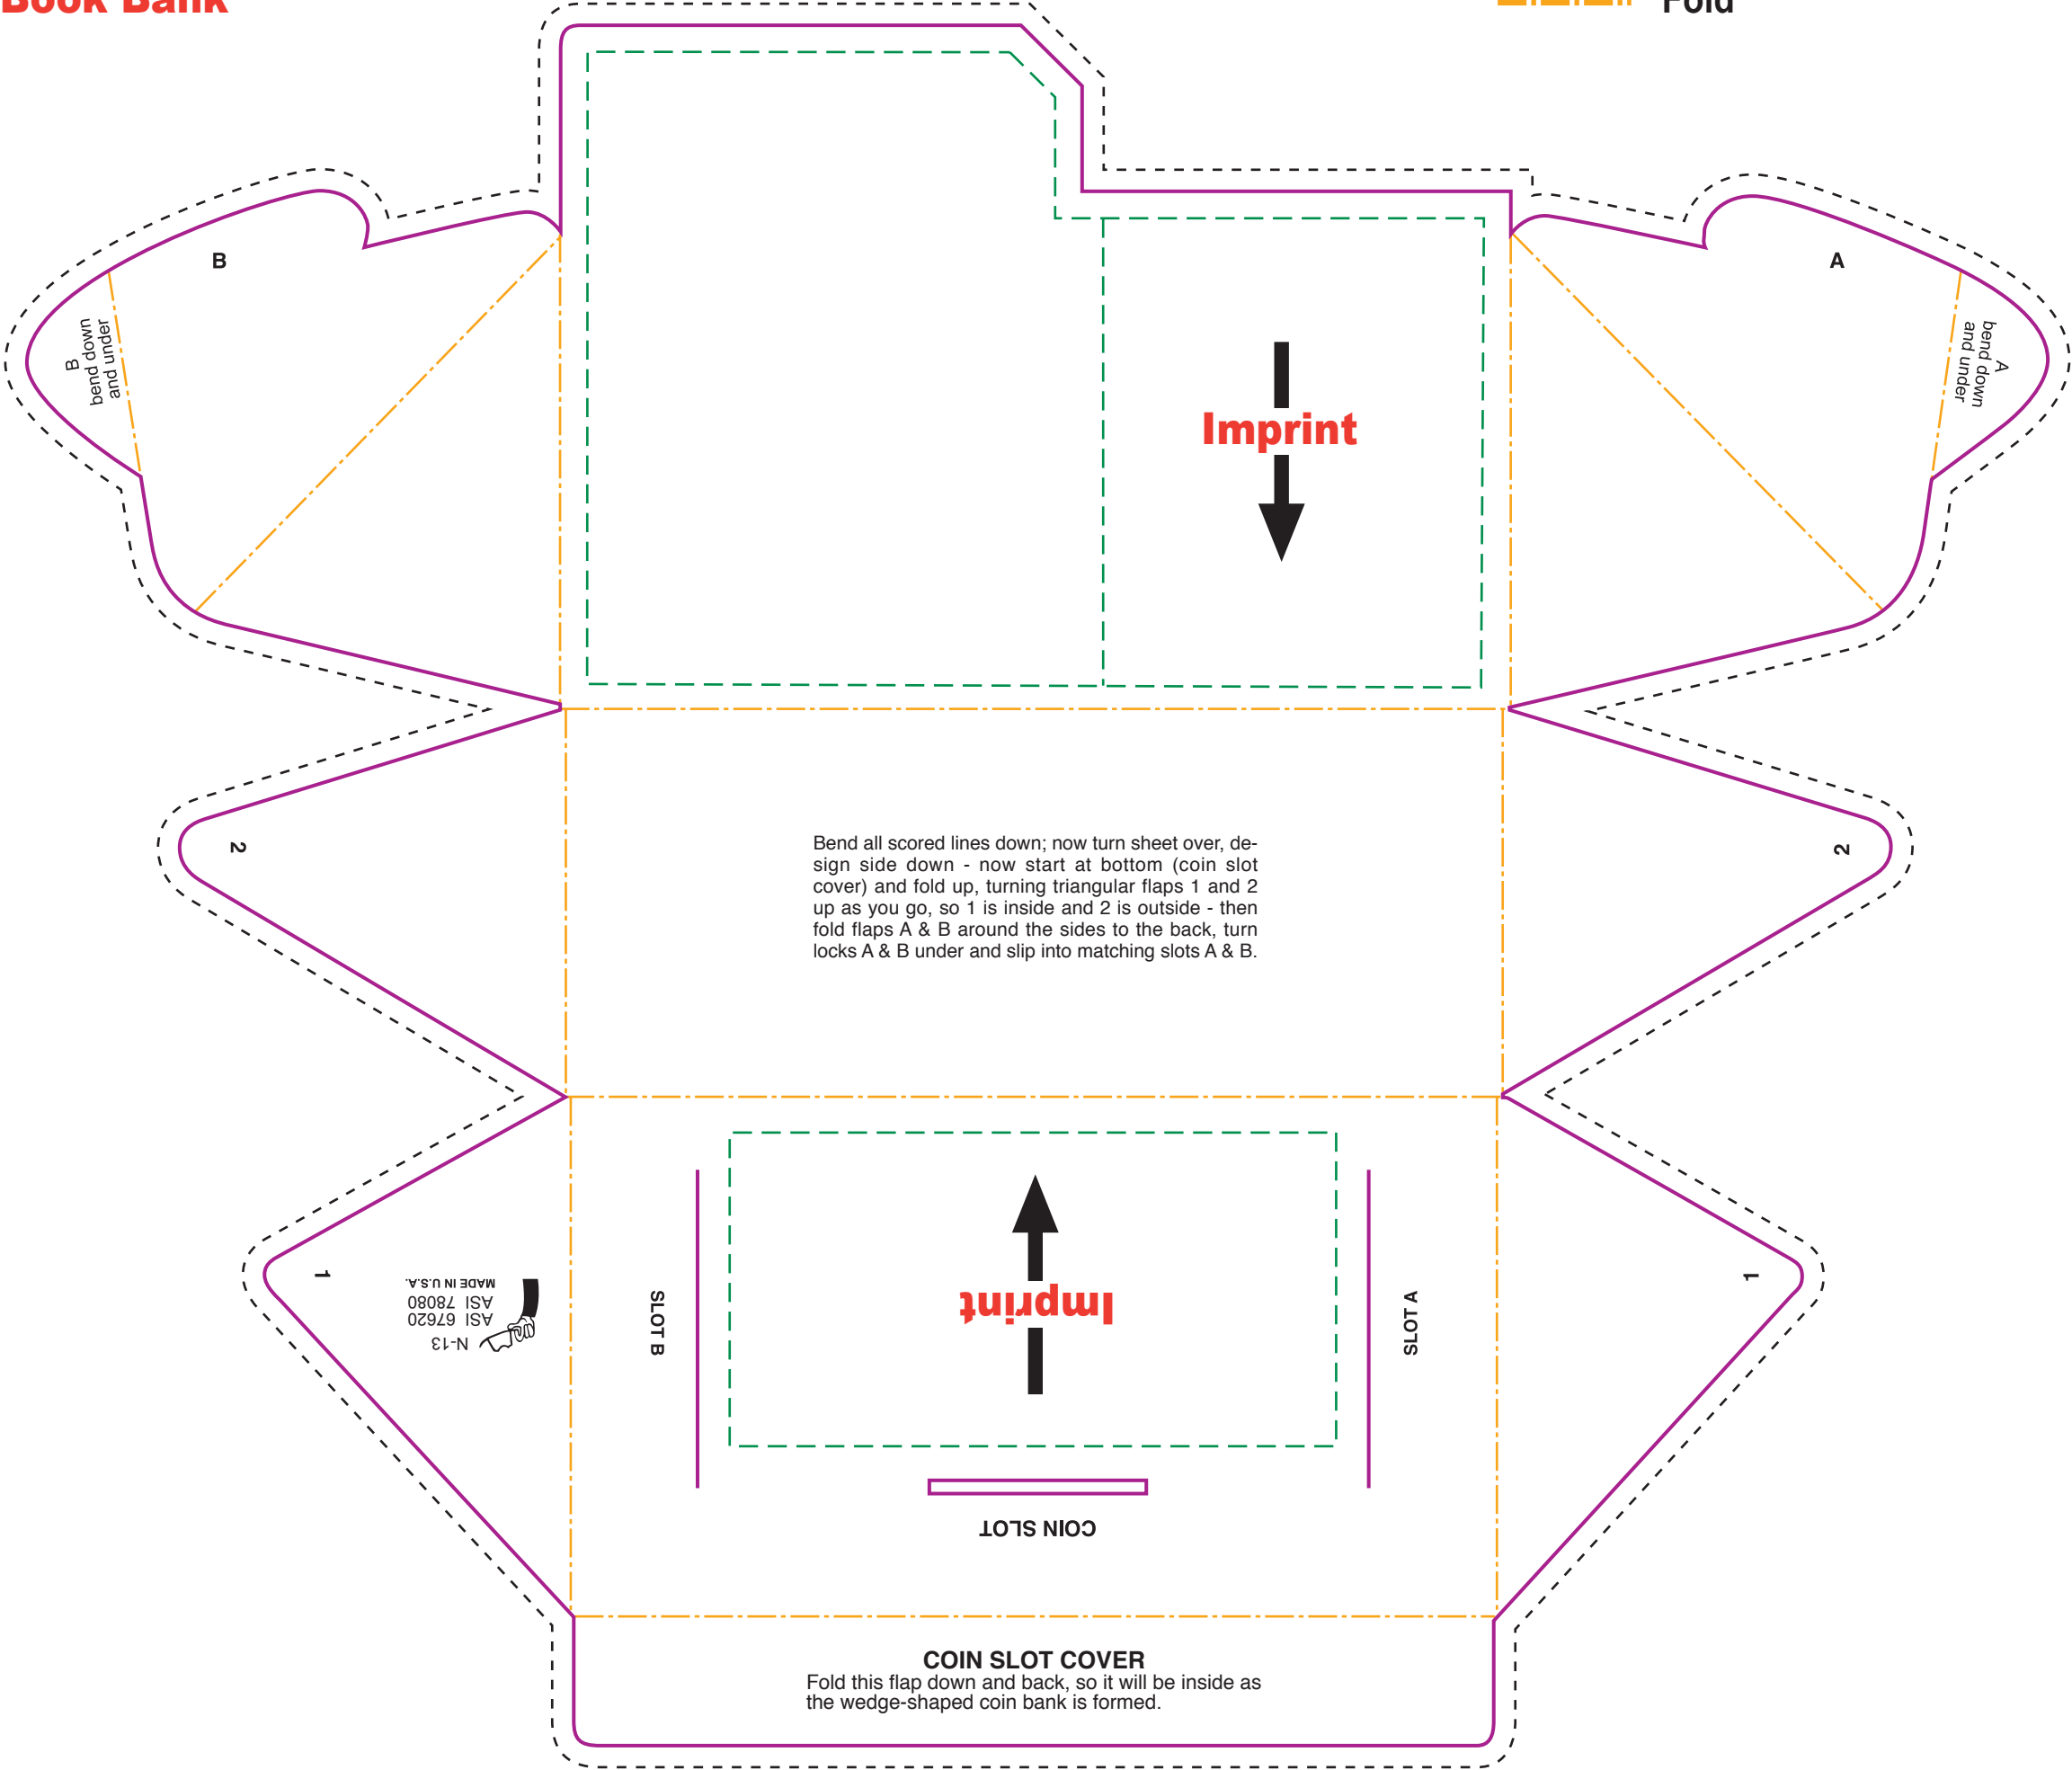 Book Bank
Fold
B
A
B
bend down
and under
A
bend down
and under
Imprint
2
2
Bend all scored lines down; now turn sheet over, de-
sign side down - now start at bottom (coin slot
cover) and fold up, turning triangular flaps 1 and 2
up as you go, so 1 is inside and 2 is outside - then
fold flaps A & B around the sides to the back, turn
locks A & B under and slip into matching slots A & B.
1
1
N-13
ASI 67620
ASI 78080
MADE IN U.S.A.
SLOT B
Imprint
SLOT A
COIN SLOT
COIN SLOT COVER
Fold this flap down and back, so it will be inside as
the wedge-shaped coin bank is formed.